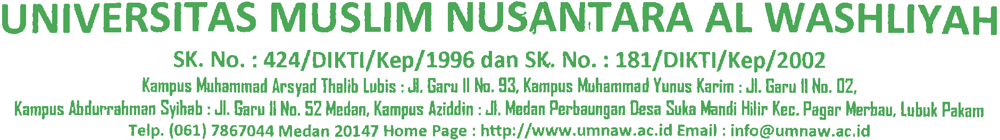 UNIVERSITAS MUSLIM NUSANTARA AL WASHLIYAH
SK. No. : 424/DIKTI/Kep/1996 dan SK. No. : 181/DIKTI/Kep/2002
Kampus Muhammad Arsyad Thalib Lubis : Jl. Garu II No. 93, Kampus Muhammad Yunus Karim : Jl. Garu II No. 02,
Kampus Abdurrahman Syihab : Jl. Garu II No. 52 Medan, Kampus Aziddin : Jl. Medan Perbaungan Desa Suka Mandi Hilir Kec. Pagar Merbau, Lubuk Pakam
Telp. (061) 7867044 Medan 20147 Home Page : http://www.umnaw.ac.id Email : info@umnaw.ac.id